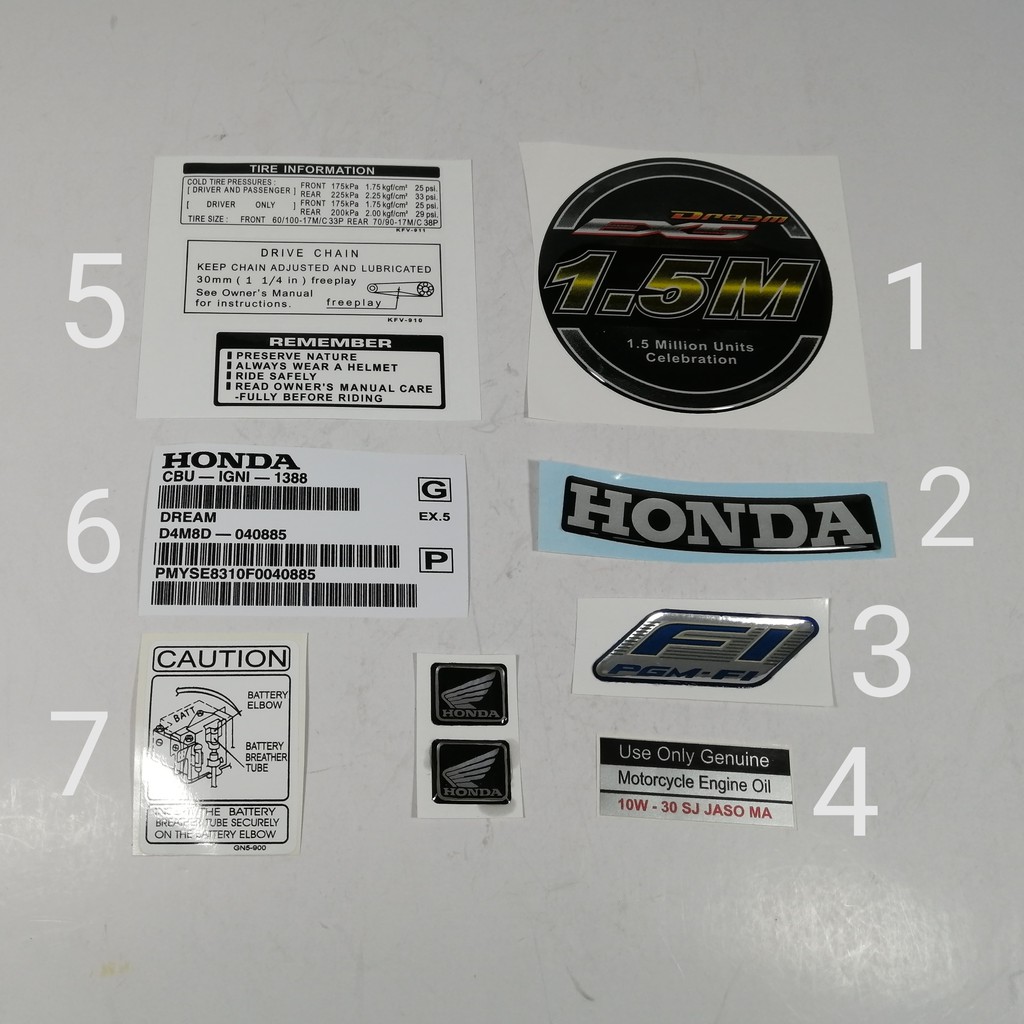 5
TIRE INFORMATION
COLD TIRE PRESSURES :
[ DRIVER AND PASSENGER ] FRONT 175kPa 1.75 kgf/cm² 25 psi.
REAR 225kPa 2.25 kgf/cm² 33 psi.
[ DRIVER ONLY ] FRONT 175kPa 1.75 kgf/cm² 25 psi.
REAR 200kPa 2.00 kgf/cm² 29 psi.
TIRE SIZE : FRONT 60/100-17M/C 33P REAR 70/90-17M/C 38P
KFV-911
DRIVE CHAIN
KEEP CHAIN ADJUSTED AND LUBRICATED
30mm ( 1 1/4 in ) freeplay
See Owner's Manual
for instructions. freeplay
KFV-910
REMEMBER
PRESERVE NATURE
ALWAYS WEAR A HELMET
RIDE SAFELY
READ OWNER'S MANUAL CARE
-FULLY BEFORE RIDING
1
Dream
EX5
1.5M
1.5 Million Units
Celebration
6
HONDA
CBU — IGNI — 1388
G
DREAM
EX.5
D4M8D — 040885
P
PMYSE8310F0040885
2
HONDA
3
FI
PGM-FI
7
CAUTION
BATTERY
ELBOW
BATT
BATTERY
BREATHER
TUBE
THE BATTERY
BREATHER TUBE SECURELY
ON THE BATTERY ELBOW
GN5-900
HONDA
HONDA
4
Use Only Genuine
Motorcycle Engine Oil
10W - 30 SJ JASO MA